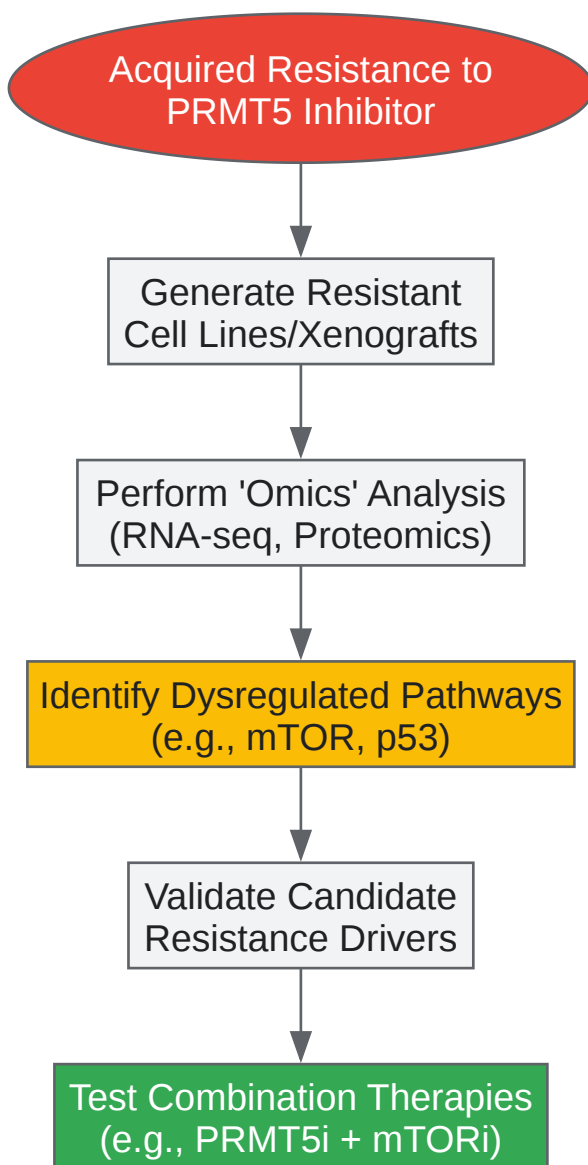 Acquired Resistance to
PRMT5 Inhibitor
Generate Resistant
Cell Lines/Xenografts
Perform 'Omics' Analysis
(RNA-seq, Proteomics)
Identify Dysregulated Pathways
(e.g., mTOR, p53)
Validate Candidate
Resistance Drivers
Test Combination Therapies
(e.g., PRMT5i + mTORi)